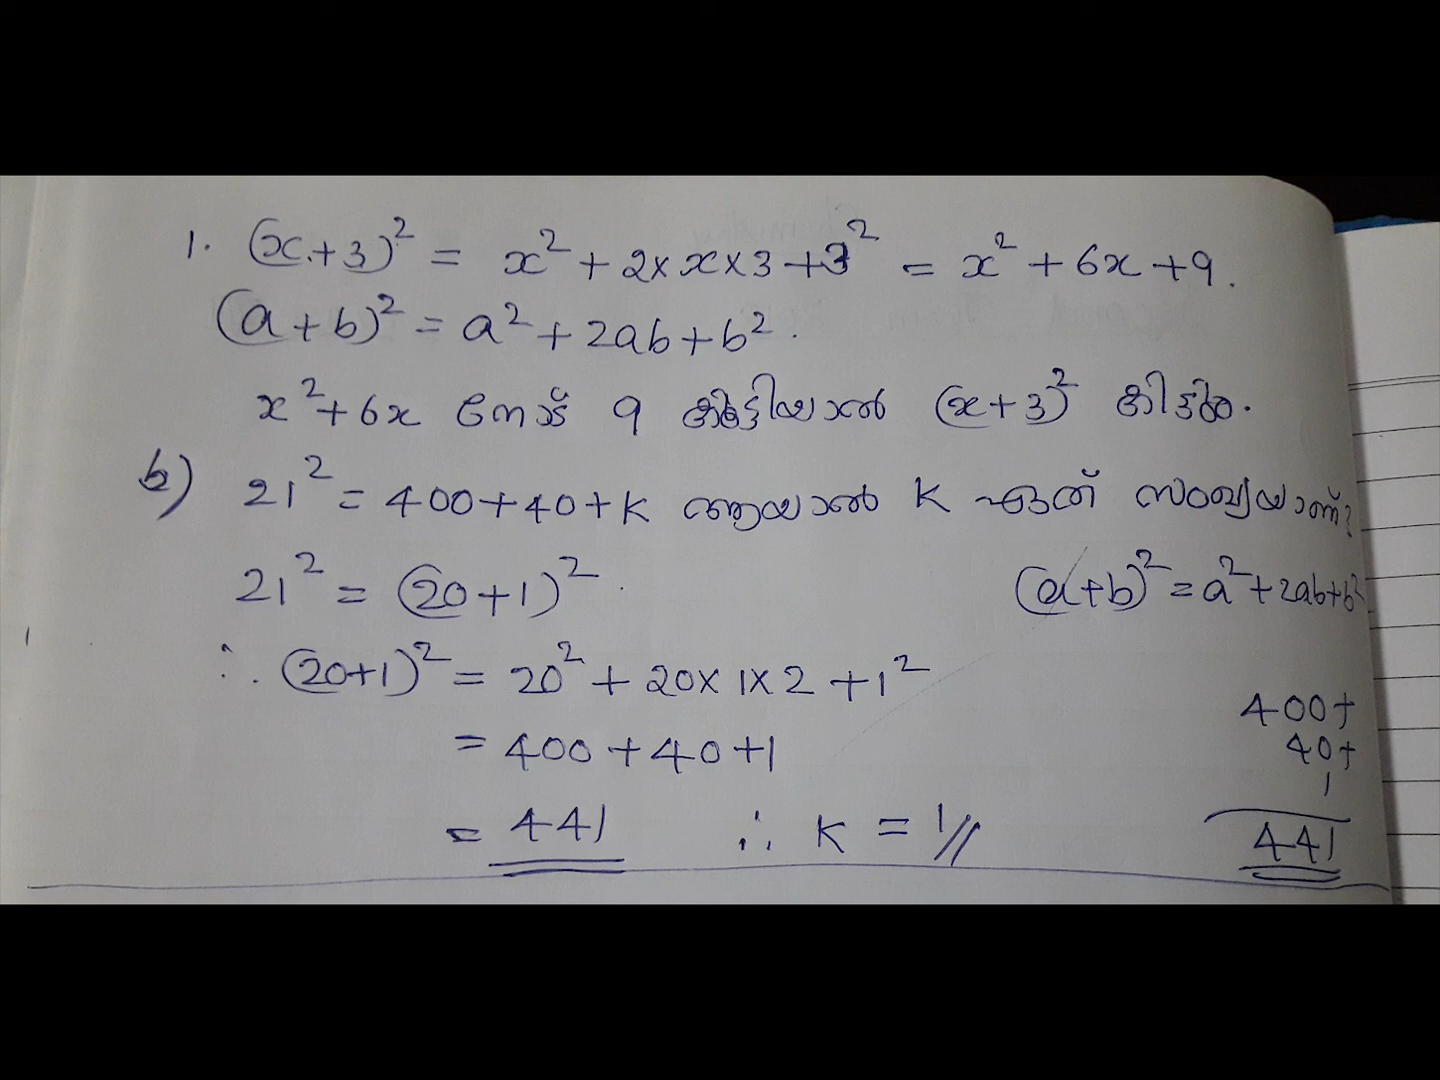 1. (x+3)² = x² + 2×x×3+3² = x² + 6x+9.
(a+b)² = a² + 2ab+b².
x²+6x നോട് 9 കൂട്ടിയാൽ (x+3)² കിട്ടും.
b) 21² = 400+40+K ആയാൽ K ഏത് സംഖ്യയാണ്?
21² = (20+1)².
(a+b)² = a²+2ab+b²
∴ (20+1)² = 20² + 20×1×2 +1²
= 400+40+1
= 441 ∴ K = 1//
400+
40+
1
441